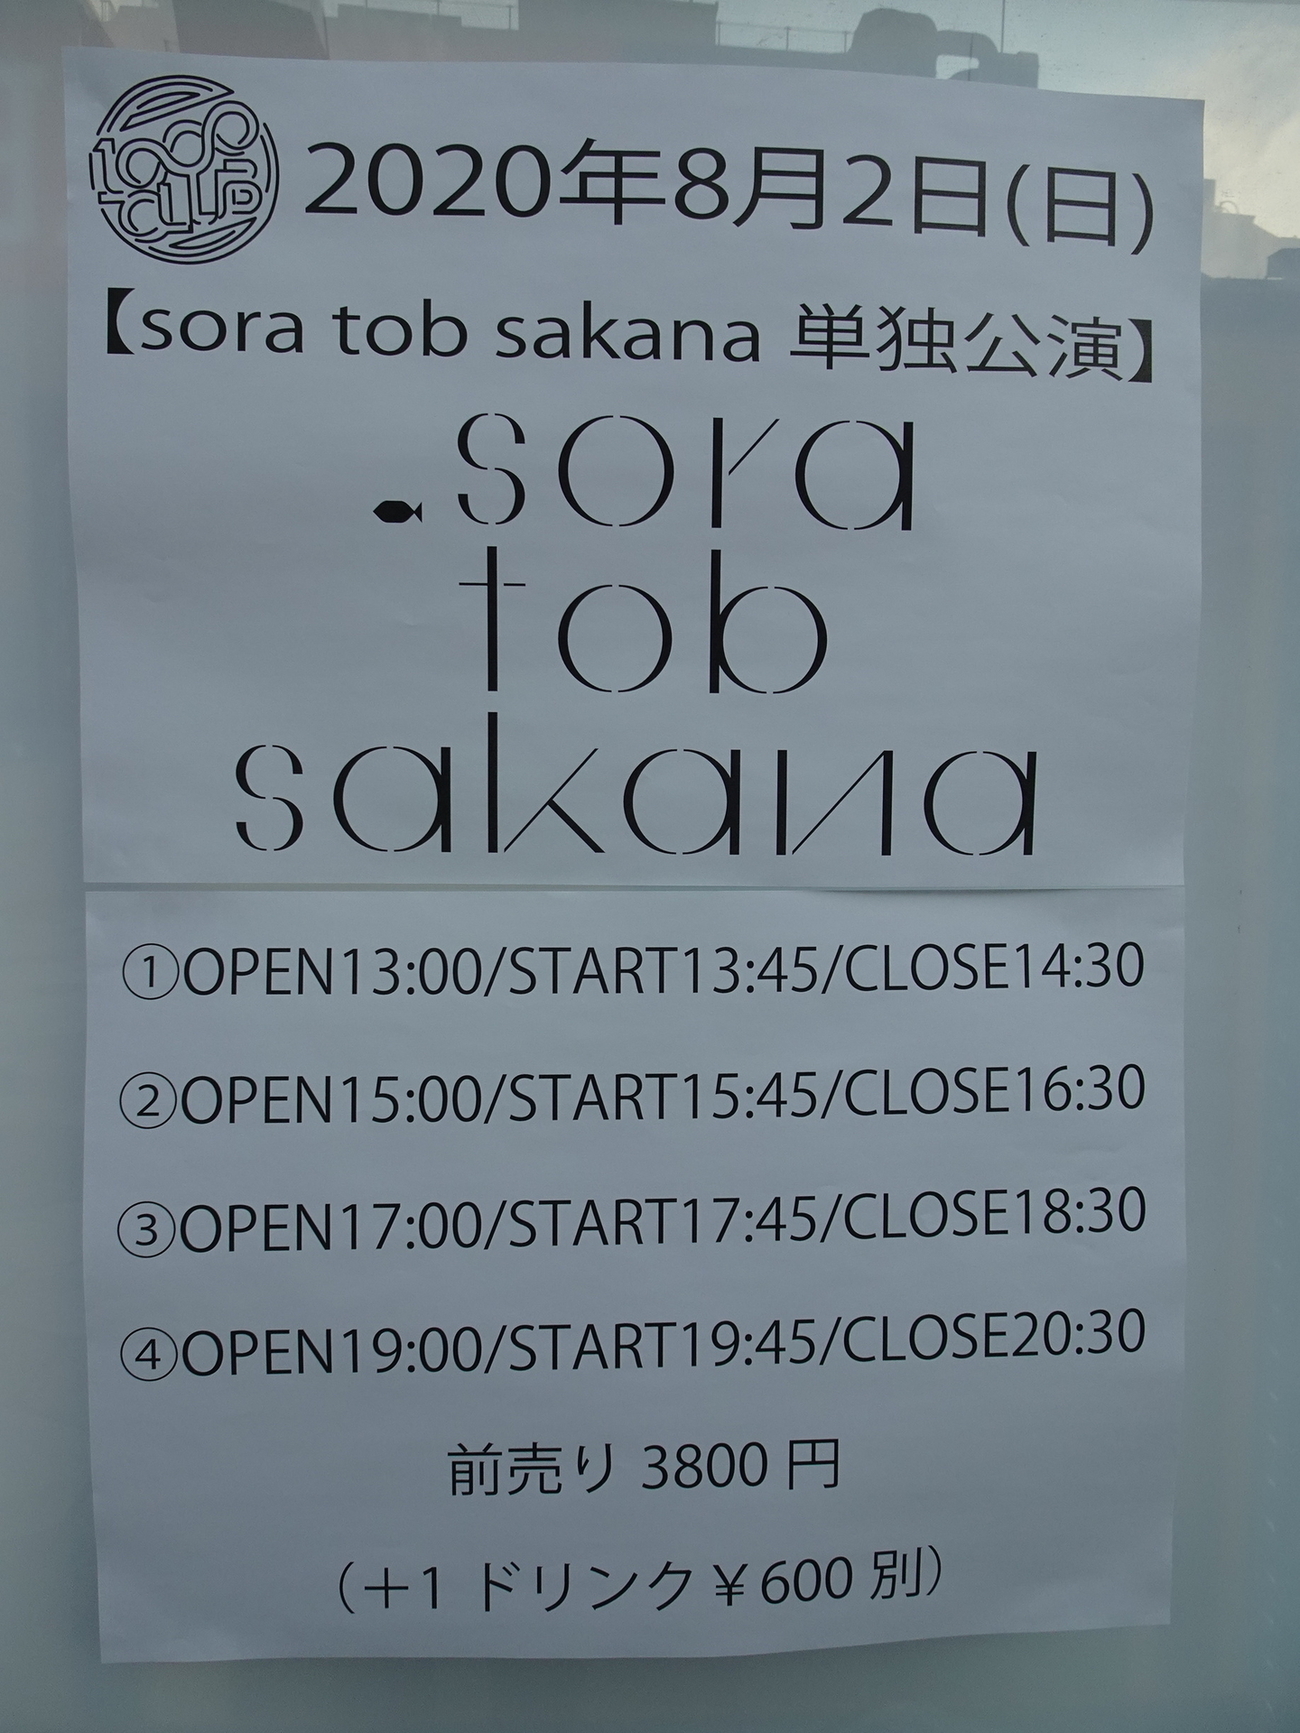 2020年8月2日(日)
【sora tob sakana 単独公演】
sora
tob
sakana
①OPEN13:00/START13:45/CLOSE14:30
②OPEN15:00/START15:45/CLOSE16:30
③OPEN17:00/START17:45/CLOSE18:30
④OPEN19:00/START19:45/CLOSE20:30
前売り 3800 円
（＋1 ドリンク￥600 別）